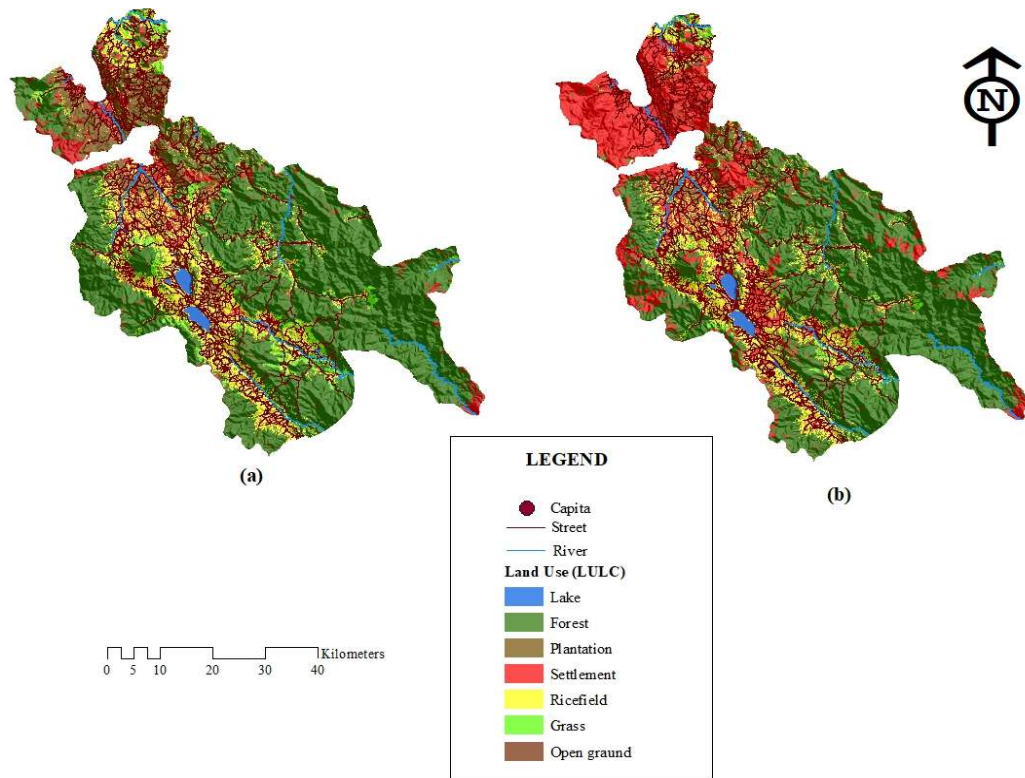 N
(a)
(b)
LEGEND
Capita
Street
River
Land Use (LULC)
Lake
Forest
Plantation
Settlement
Ricefield
Grass
Open graund
Kilometers
0 5 10 20 30 40